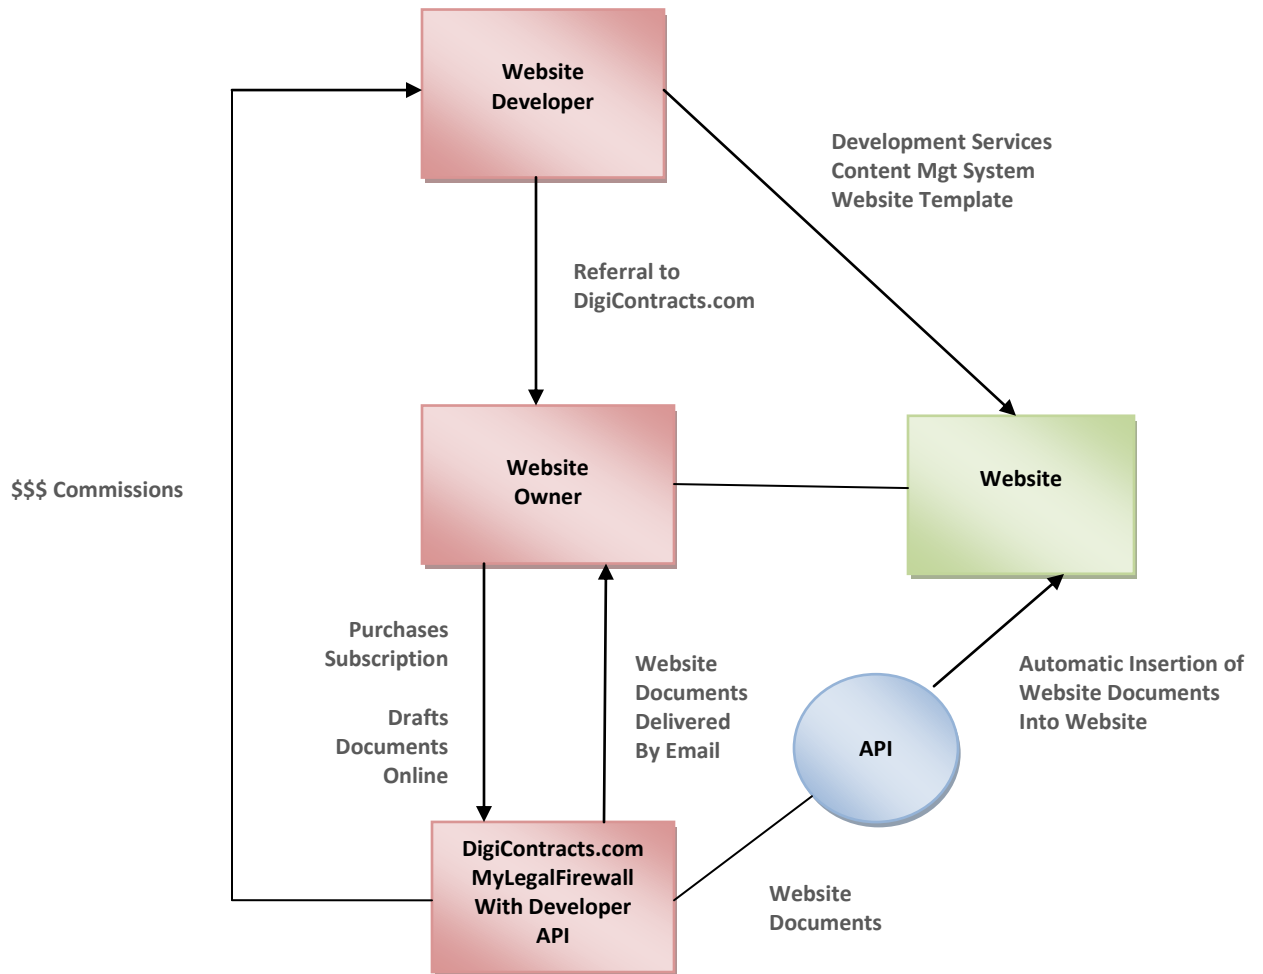 Website
Developer
Development Services
Content Mgt System
Website Template
Referral to
DigiContracts.com
Website
Owner
Website
$$$ Commissions
Purchases
Subscription
Drafts
Documents
Online
Website
Documents
Delivered
By Email
Automatic Insertion of
Website Documents
Into Website
API
DigiContracts.com
MyLegalFirewall
With Developer
API
Website
Documents